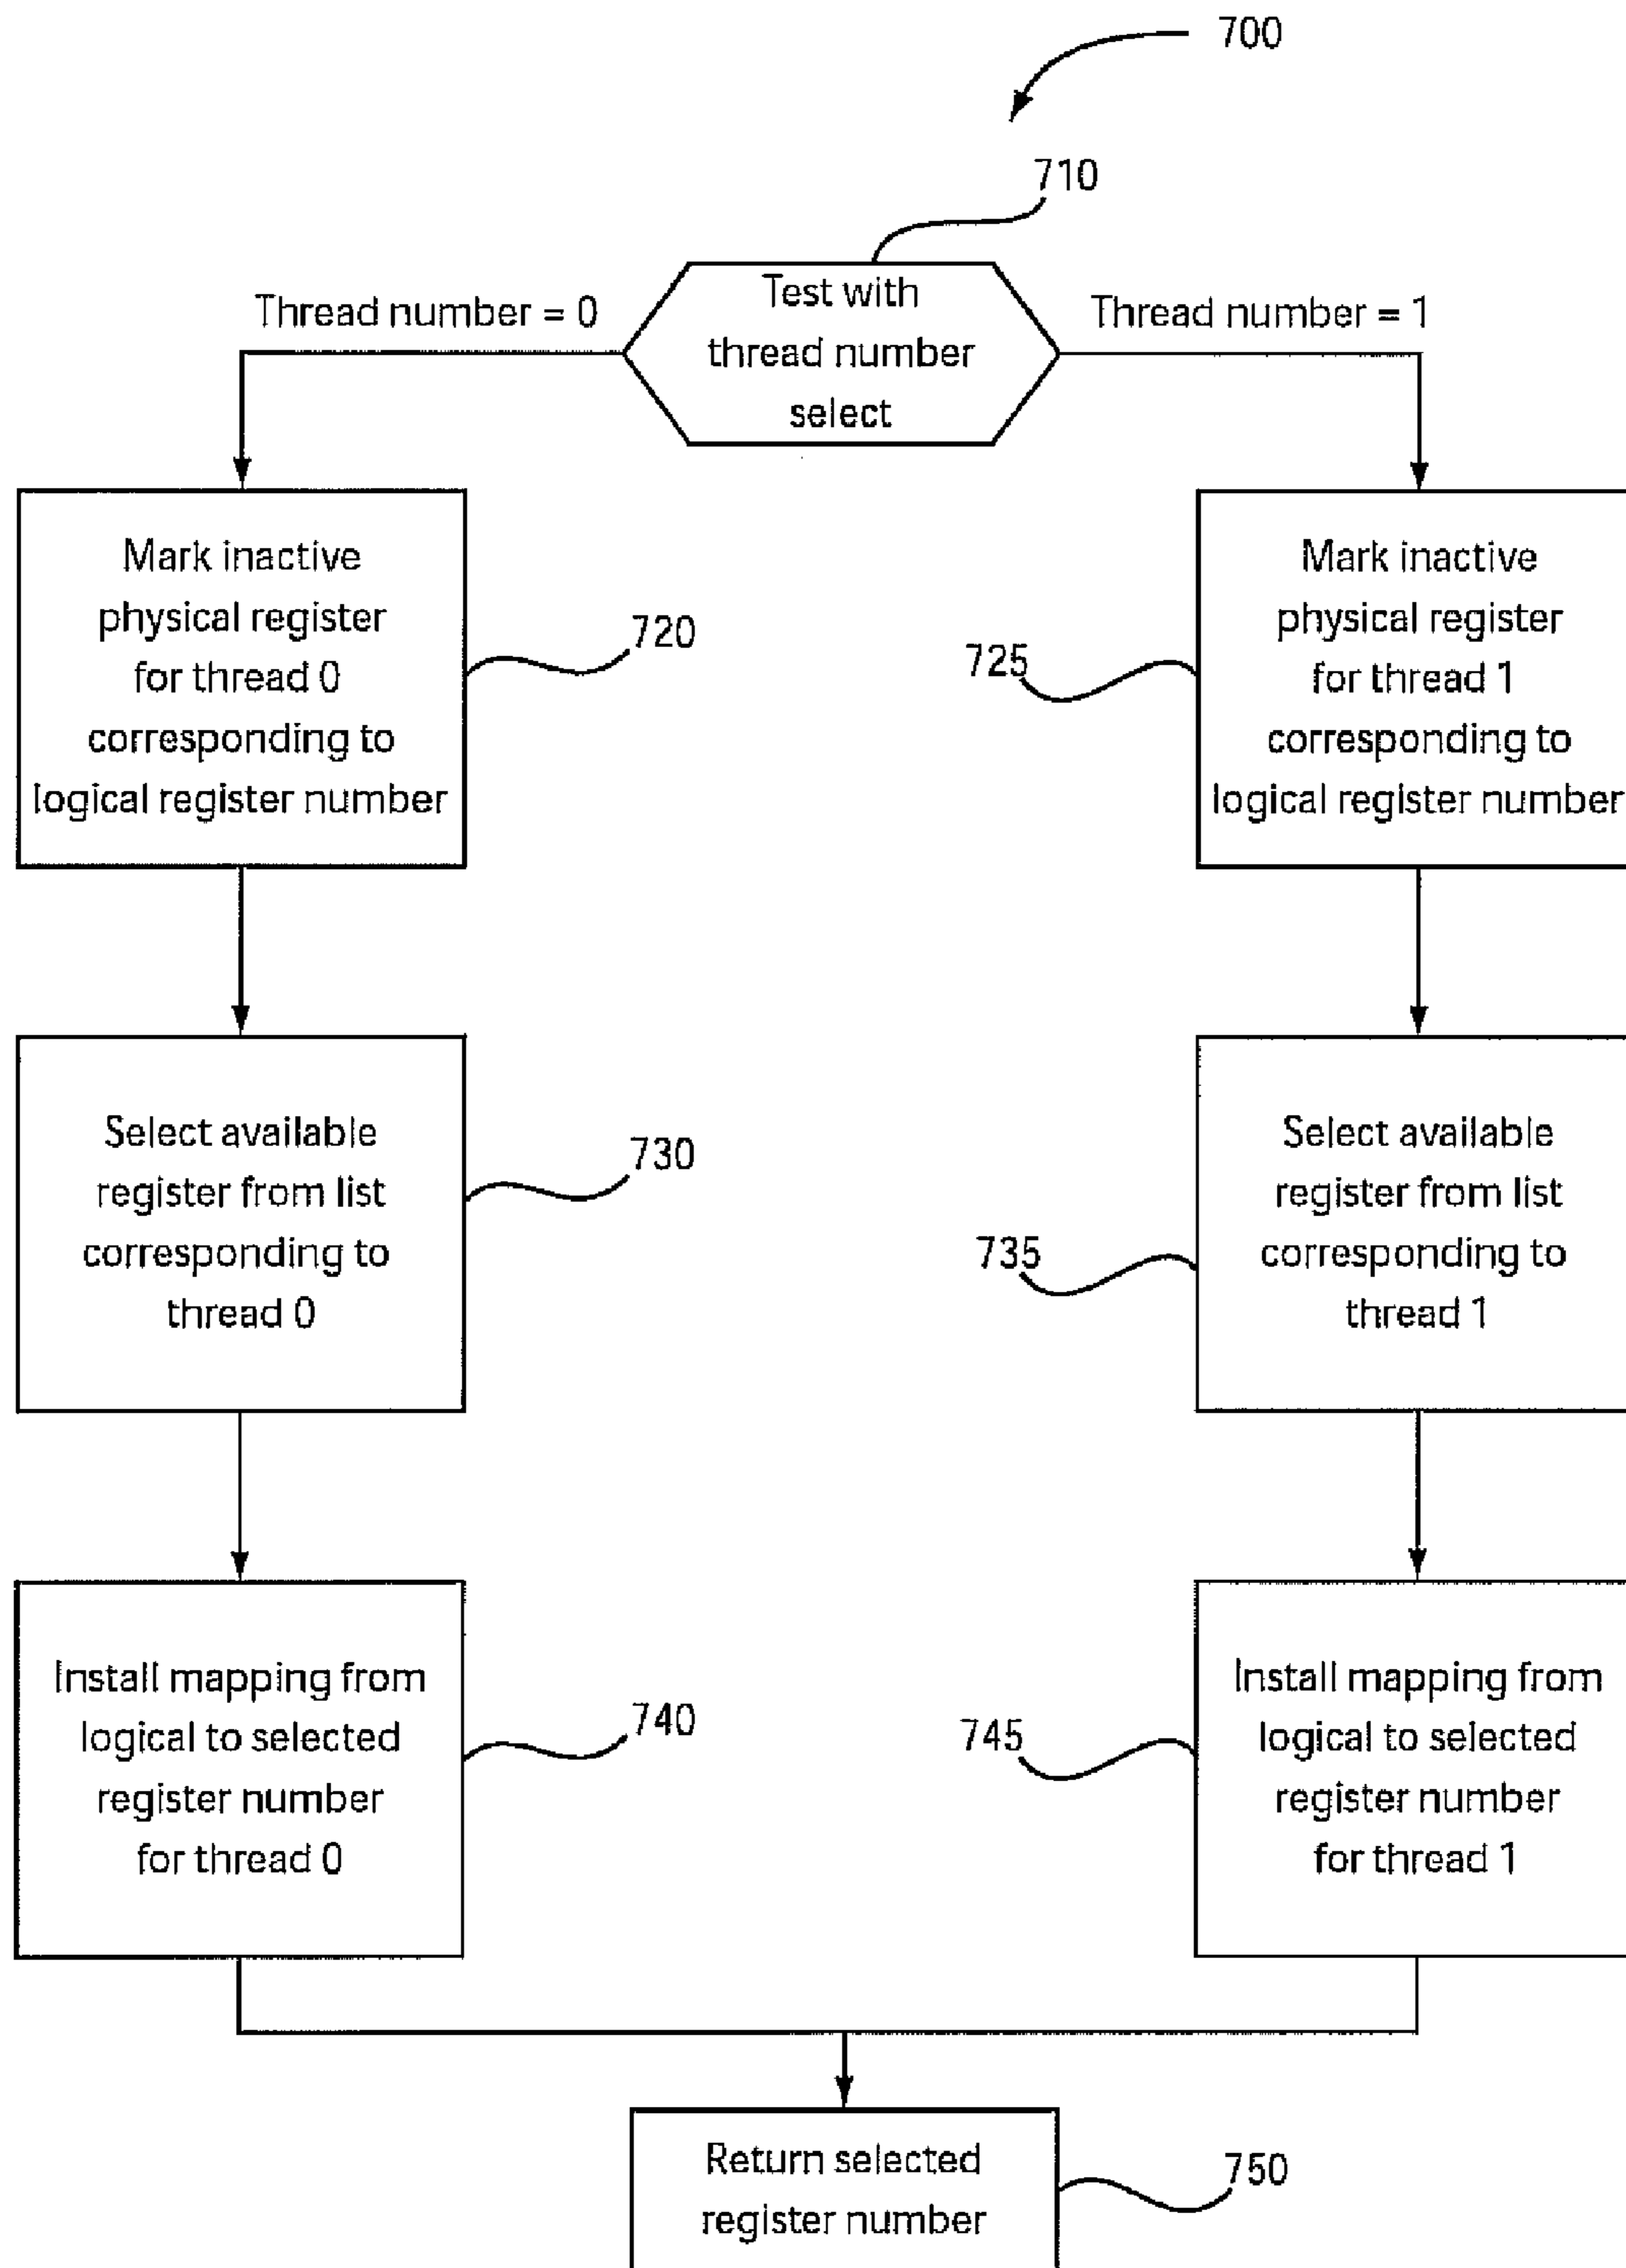 700
710
Test with
thread number
select
Thread number = 0
Thread number = 1
Mark inactive
physical register
for thread 0
corresponding to
logical register number
720
725
Mark inactive
physical register
for thread 1
corresponding to
logical register number
Select available
register from list
corresponding to
thread 0
730
735
Select available
register from list
corresponding to
thread 1
Install mapping from
logical to selected
register number
for thread 0
740
745
Install mapping from
logical to selected
register number
for thread 1
Return selected
register number
750